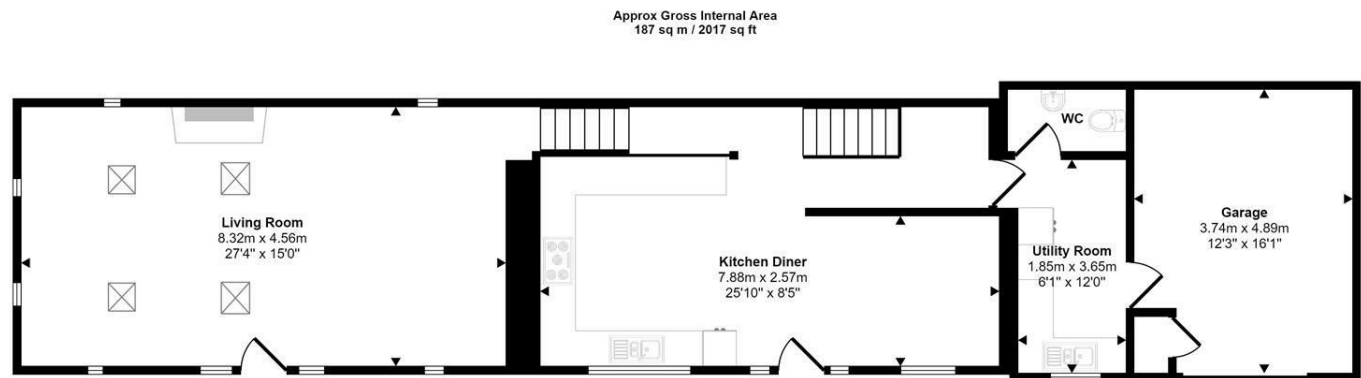 Approx Gross Internal Area
187 sq m / 2017 sq ft
WC
Living Room
8.32m x 4.56m
27'4" x 15'0"
Kitchen Diner
7.88m x 2.57m
25'10" x 8'5"
Utility Room
1.85m x 3.65m
6'1" x 12'0"
Garage
3.74m x 4.89m
12'3" x 16'1"